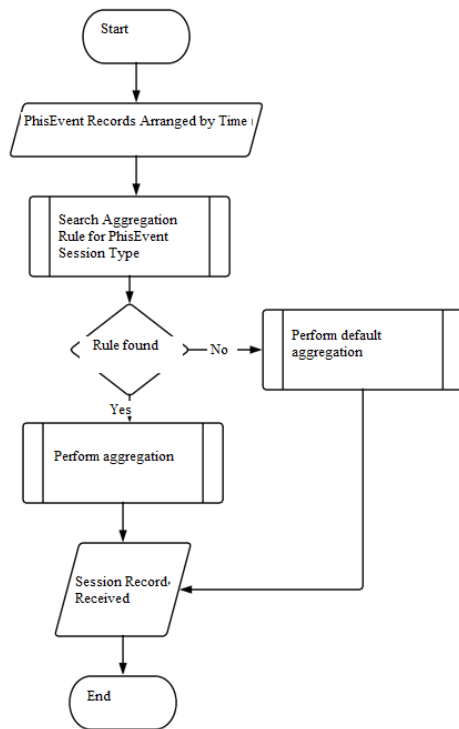 Start
PhisEvent Records Arranged by Time
Search Aggregation
Rule for PhisEvent
Session Type
Rule found
No
Perform default
aggregation
Yes
Perform aggregation
Session Record
Received
End